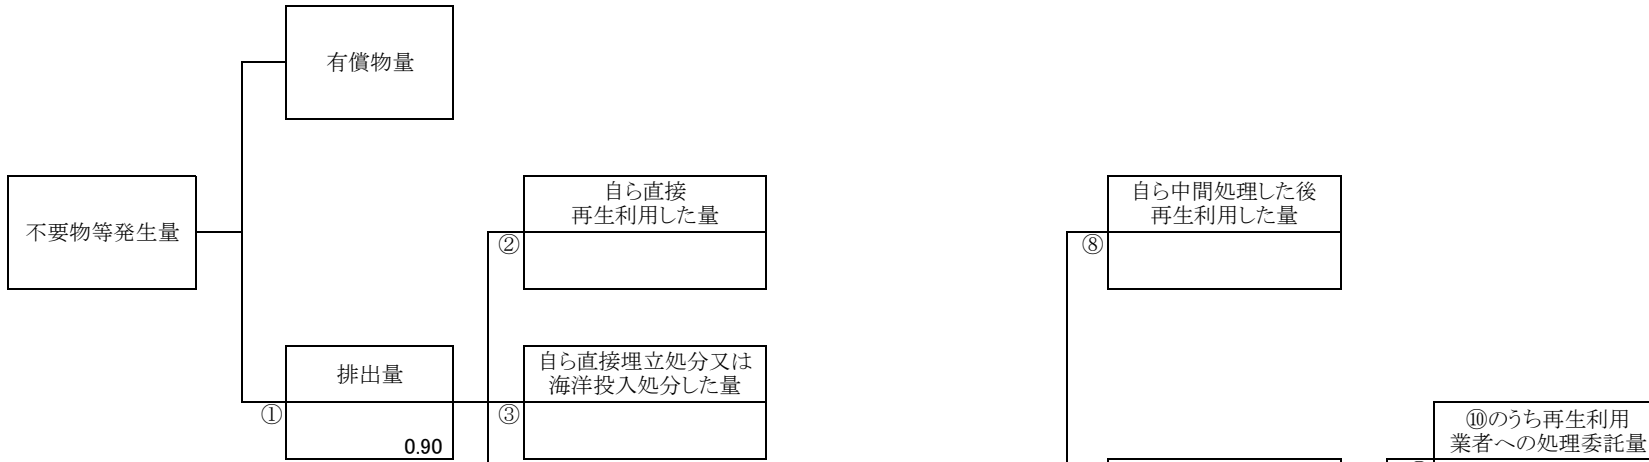 有償物量
不要物等発生量
自ら直接
再生利用した量
②
自ら中間処理した後
再生利用した量
⑧
排出量
①
0.90
自ら直接埋立処分又は
海洋投入処分した量
③
⑩のうち再生利用
業者への処理委託量